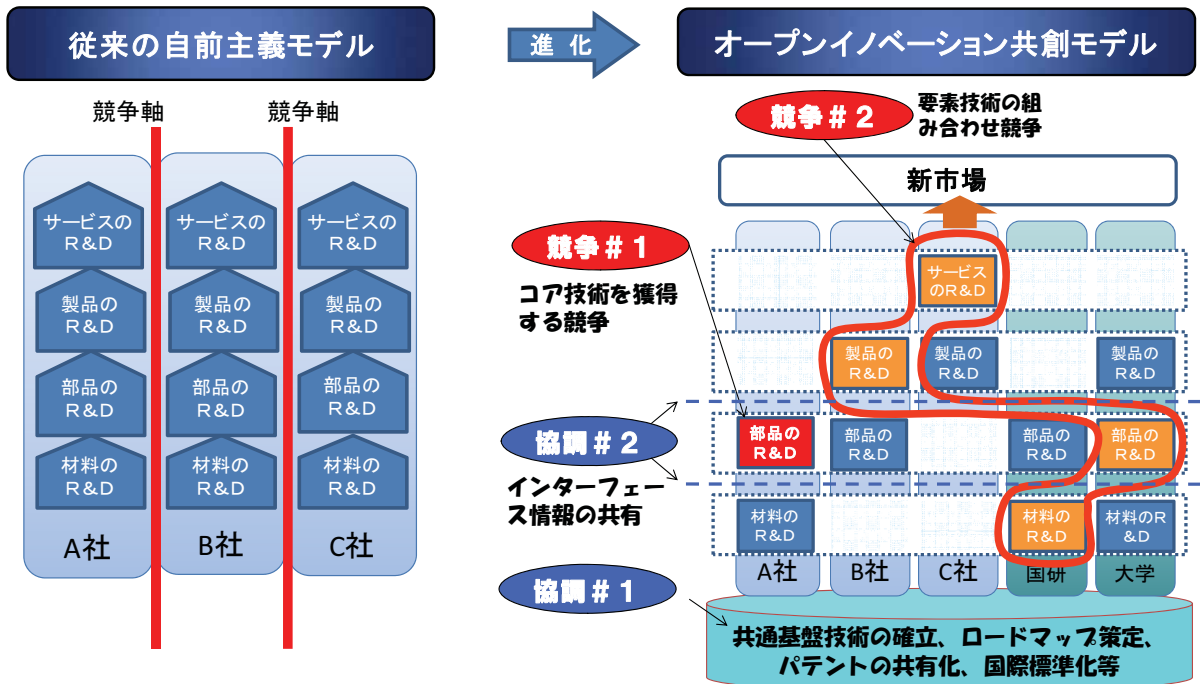 従来の自前主義モデル
進 化
オープンイノベーション共創モデル
競争軸
競争軸
サービスの
R&D
製品の
R&D
部品の
R&D
材料の
R&D
A社
サービスの
R&D
製品の
R&D
部品の
R&D
材料の
R&D
B社
サービスの
R&D
製品の
R&D
部品の
R&D
材料の
R&D
C社
競争#2
要素技術の組
み合わせ競争
新市場
競争#1
コア技術を獲得
する競争
サービス
のR&D
製品の
R&D
製品の
R&D
製品の
R&D
協調#2
インターフェー
ス情報の共有
部品の
R&D
部品の
R&D
部品の
R&D
部品の
R&D
材料の
R&D
材料の
R&D
材料のR
&D
A社
B社
C社
国研
大学
協調#1
共通基盤技術の確立、ロードマップ策定、
パテントの共有化、国際標準化等